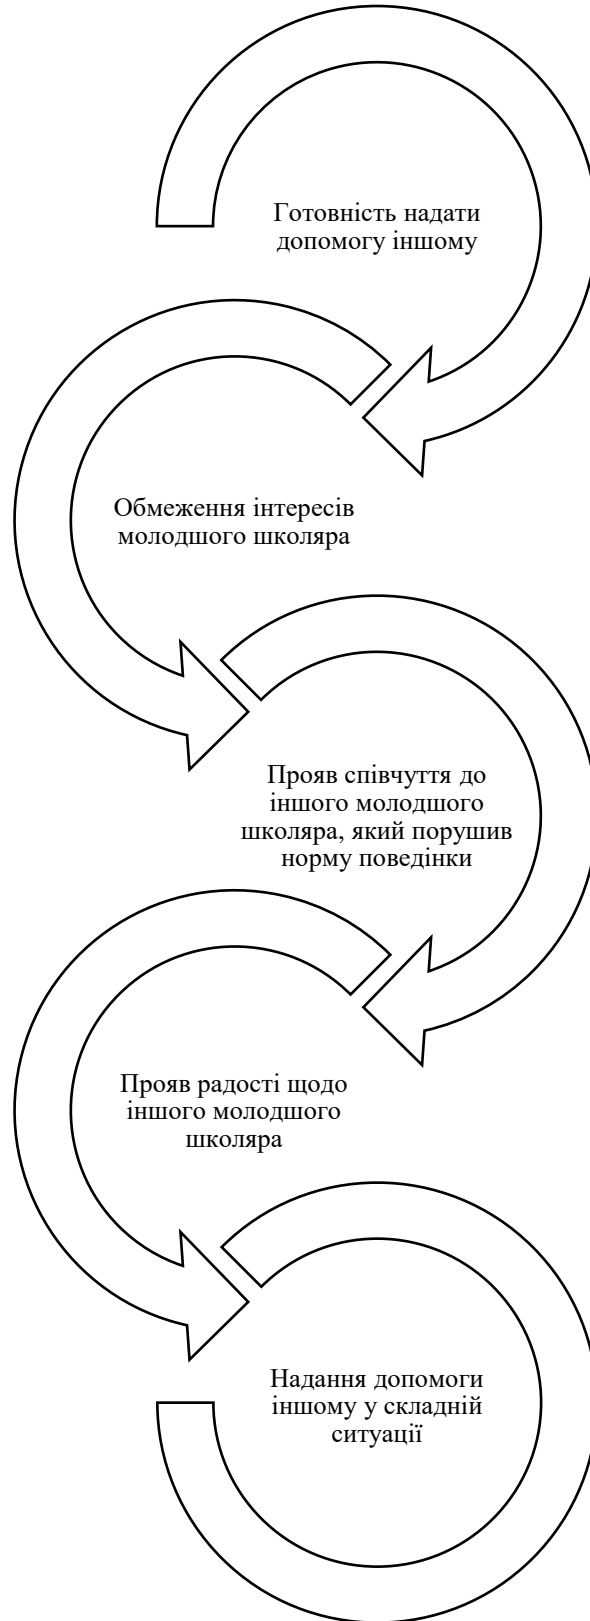 Готовність надати
допомогу іншому
Обмеження інтересів
молодшого школяра
Прояв співчуття до
іншого молодшого
школяра, який порушив
норму поведінки
Прояв радості щодо
іншого молодшого
школяра
Надання допомоги
іншому у складній
ситуації